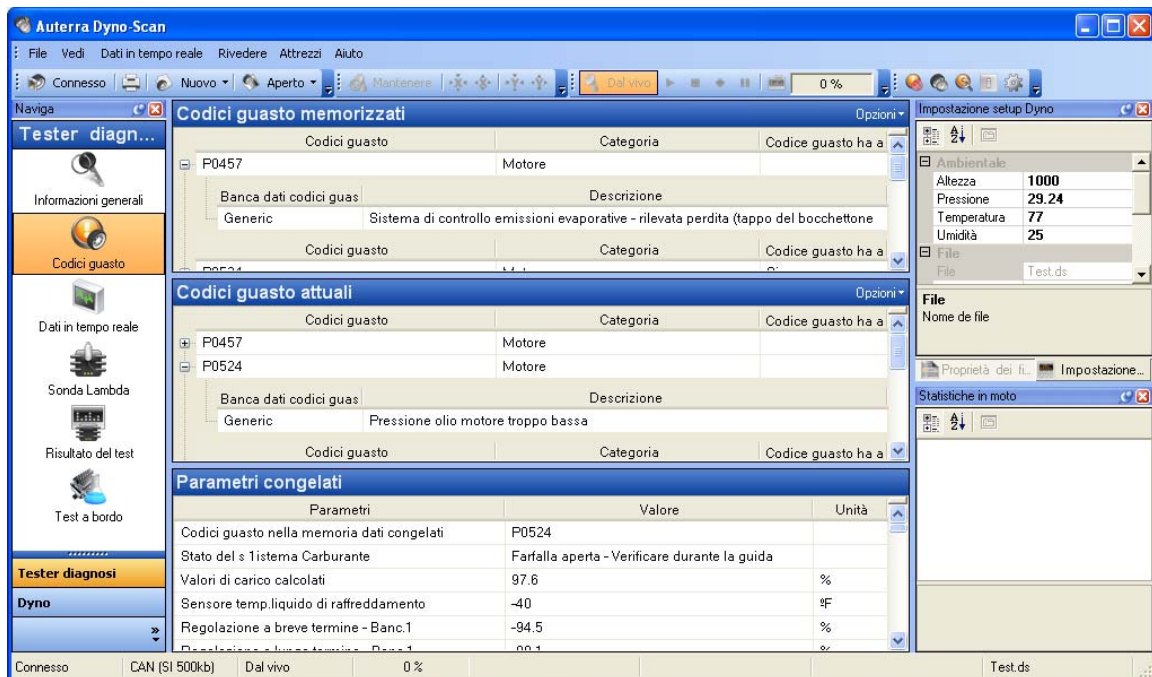 Auterra Dyno-Scan
File Vedi Dati in tempo reale Rivedere Attrezzi Aiuto
Connesso Nuovo Aperto Mantenere X X Y Y Dal vivo 0 %
Naviga
Tester diagn...
Informazioni generali
Codici guasto
Dati in tempo reale
Sonda Lambda
Risultato del test
Test a bordo
Tester diagnosi
Dyno
Codici guasto memorizzati Opzioni
Codici guasto Categoria Codice guasto ha a
P0457 Motore
Banca dati codici guas Descrizione
Generic Sistema di controllo emissioni evaporative - rilevata perdita (tappo del bocchettone
Codici guasto Categoria Codice guasto ha a
Codici guasto attuali Opzioni
Codici guasto Categoria Codice guasto ha a
P0457 Motore
P0524 Motore
Banca dati codici guas Descrizione
Generic Pressione olio motore troppo bassa
Codici guasto Categoria Codice guasto ha a
Parametri congelati
Parametri Valore Unità
Codici guasto nella memoria dati congelati P0524
Stato del s 1istema Carburante Farfalla aperta - Verificare durante la guida
Valori di carico calcolati 97.6 %
Sensore temp.liquido di raffreddamento -40 ºF
Regolazione a breve termine - Banc.1 -94.5 %
Impostazione setup Dyno
Ambientale
Altezza 1000
Pressione 29.24
Temperatura 77
Umidità 25
File
File Test.ds
File
Nome de file
Proprietà dei fi... Impostazione...
Statistiche in moto
Connesso CAN (SI 500kb) Dal vivo 0 % Test.ds